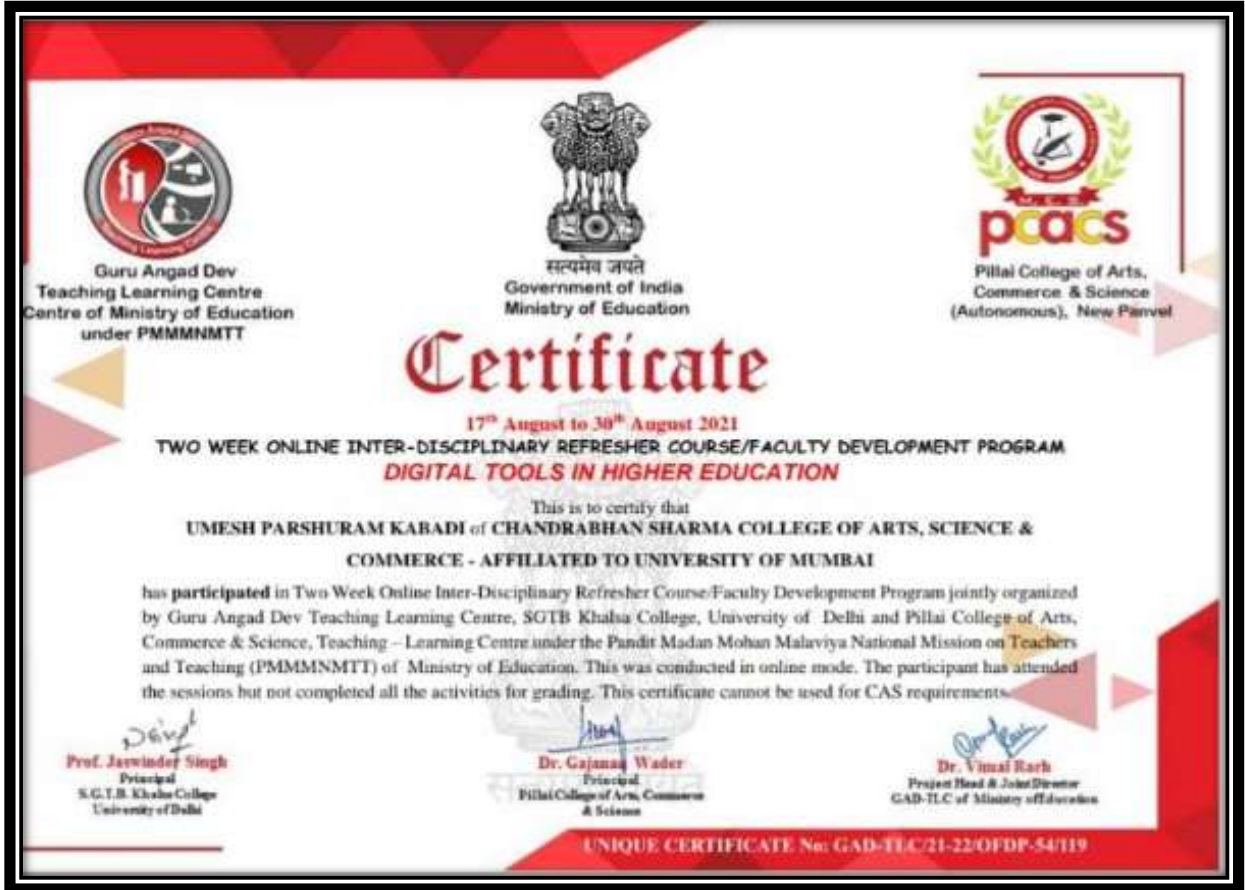 Guru Angad Dev
Teaching Learning Centre
Centre of Ministry of Education
under PMMMNMTT
सत्यमेव जयते
Government of India
Ministry of Education
M.E.S.
pcacs
Pillai College of Arts,
Commerce & Science
(Autonomous), New Panvel
Certificate
17th August to 30th August 2021
TWO WEEK ONLINE INTER-DISCIPLINARY REFRESHER COURSE/FACULTY DEVELOPMENT PROGRAM
DIGITAL TOOLS IN HIGHER EDUCATION
This is to certify that
UMESH PARSHURAM KABADI of CHANDRABHAN SHARMA COLLEGE OF ARTS, SCIENCE &
COMMERCE - AFFILIATED TO UNIVERSITY OF MUMBAI
has participated in Two Week Online Inter-Disciplinary Refresher Course/Faculty Development Program jointly organized
by Guru Angad Dev Teaching Learning Centre, SGTB Khalsa College, University of Delhi and Pillai College of Arts,
Commerce & Science, Teaching – Learning Centre under the Pandit Madan Mohan Malaviya National Mission on Teachers
and Teaching (PMMMNMTT) of Ministry of Education. This was conducted in online mode. The participant has attended
the sessions but not completed all the activities for grading. This certificate cannot be used for CAS requirements.
Prof. Jaswinder Singh
Principal
S.G.T.B. Khalsa College
University of Delhi
Dr. Gajanan Wader
Principal
Pillai College of Arts, Commerce
& Science
Dr. Vimal Rarh
Project Head & Joint Director
GAD-TLC of Ministry of Education
UNIQUE CERTIFICATE No: GAD-TLC/21-22/OFDP-54/119